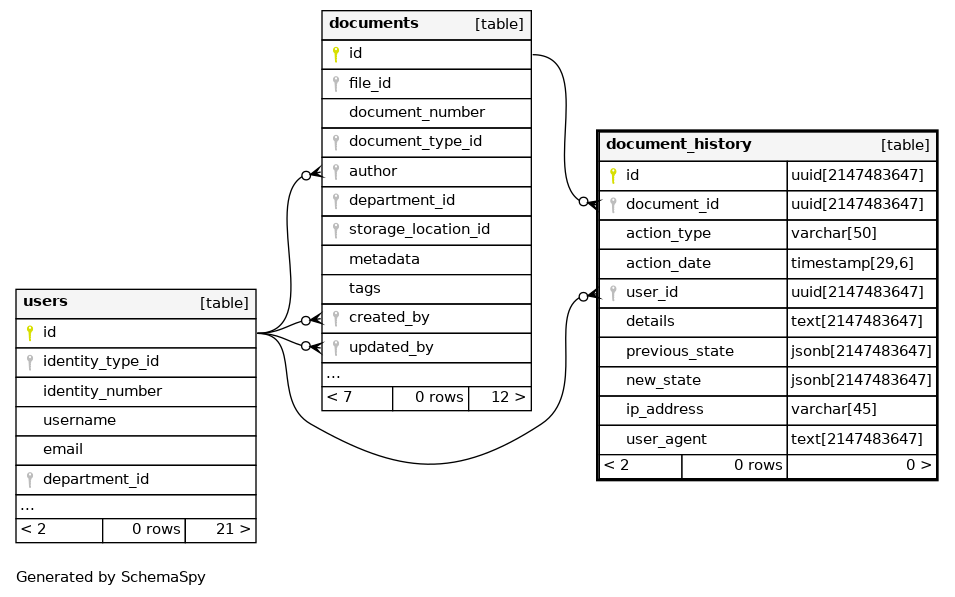 documents [table]
id
file_id
document_number
document_type_id
author
department_id
storage_location_id
metadata
tags
created_by
updated_by
...
< 7 0 rows 12 >
document_history [table]
id uuid[2147483647]
document_id uuid[2147483647]
action_type varchar[50]
action_date timestamp[29,6]
user_id uuid[2147483647]
details text[2147483647]
previous_state jsonb[2147483647]
new_state jsonb[2147483647]
ip_address varchar[45]
user_agent text[2147483647]
< 2 0 rows 0 >
users [table]
id
identity_type_id
identity_number
username
email
department_id
...
< 2 0 rows 21 >
Generated by SchemaSpy